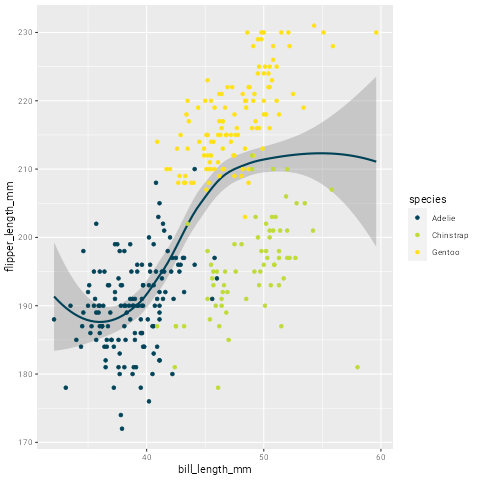 230
220
210
200
190
180
170
flipper_length_mm
40
50
60
bill_length_mm
species
Adelie
Chinstrap
Gentoo